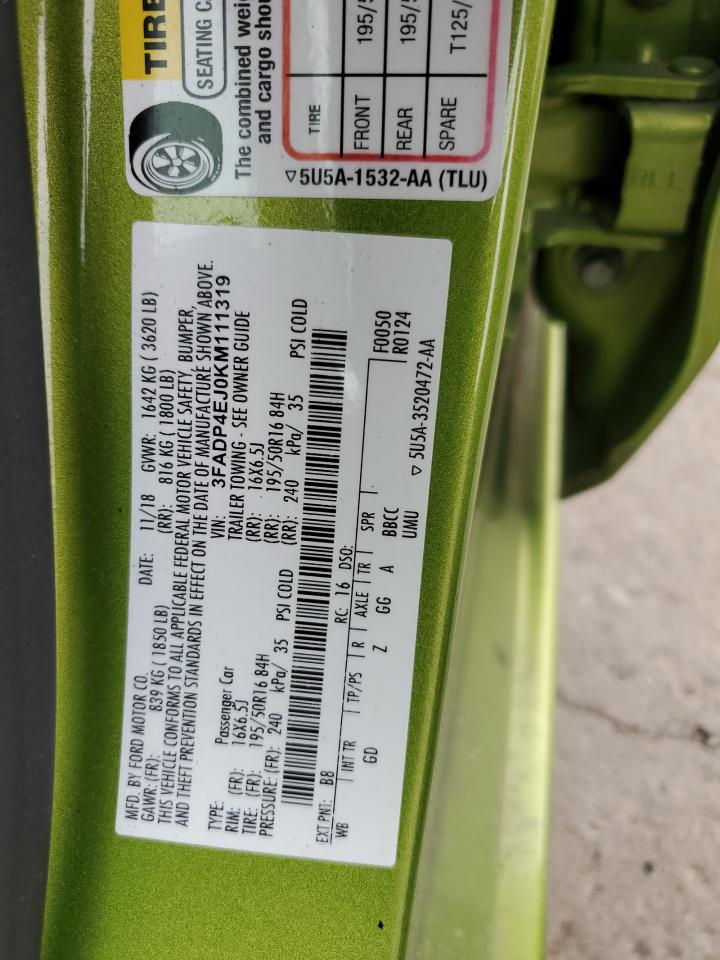 TIRE
SEATING
The combined
and cargo
TIRE
FRONT 195/5
REAR 195/5
SPARE T125/
▽5U5A-1532-AA (TLU)
MFD. BY FORD MOTOR CO. DATE: 11/18 GVWR: 1642 KG ( 3620 LB)
GAWR: (FR): 839 KG ( 1850 LB) (RR): 816 KG ( 1800 LB)
THIS VEHICLE CONFORMS TO ALL APPLICABLE FEDERAL MOTOR VEHICLE SAFETY, BUMPER,
AND THEFT PREVENTION STANDARDS IN EFFECT ON THE DATE OF MANUFACTURE SHOWN ABOVE.
VIN: 3FADP4EJ0KM111319
TYPE: Passenger Car TRAILER TOWING - SEE OWNER GUIDE
RIM: (FR): 16X6.5J (RR): 16X6.5J
TIRE: (FR): 195/50R16 84H (RR): 195/50R16 84H
PRESSURE: (FR): 240 kPa/ 35 PSI COLD (RR): 240 kPa/ 35 PSI COLD
EXT PNT: B8 RC: 16 DSO: F0050
WB INT TR TP/PS R AXLE TR SPR R0124
GD Z GG A BBCC
UMU ▽5U5A-3520472-AA